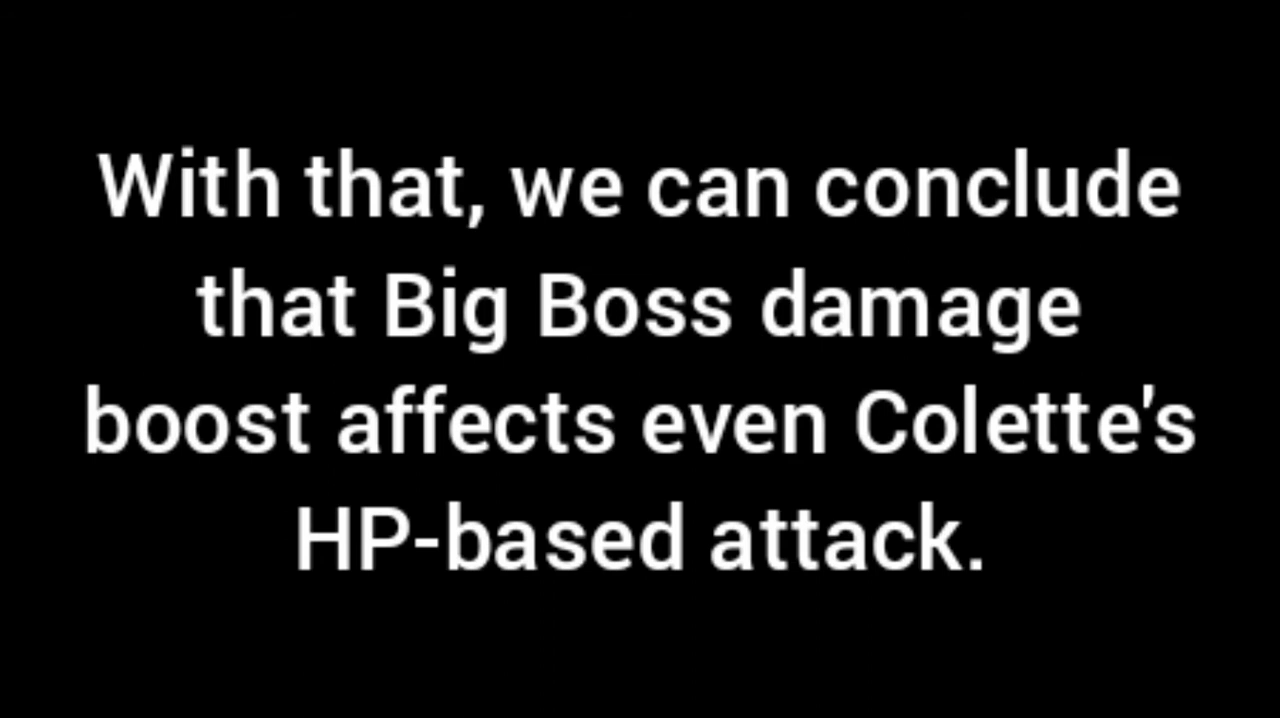 With that, we can conclude
that Big Boss damage
boost affects even Colette's
HP-based attack.